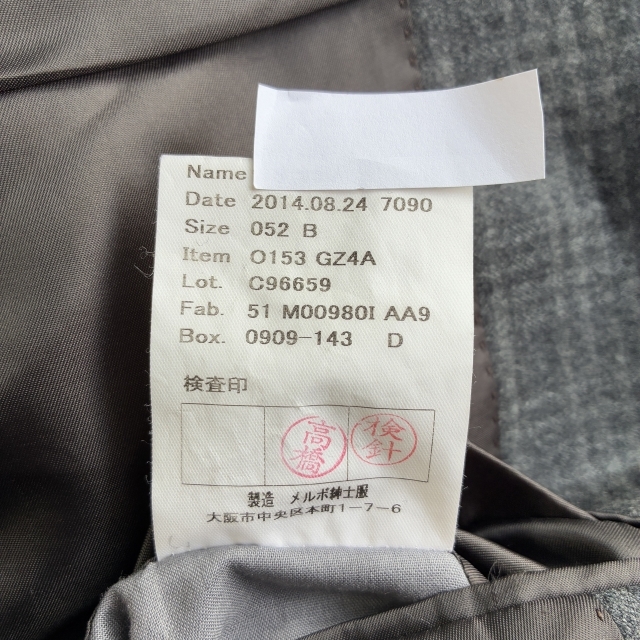 Name
Date 2014.08.24 7090
Size 052 B
Item O153 GZ4A
Lot. C96659
Fab. 51 M00980I AA9
Box. 0909-143 D
検査印
高橋
検針
製造 メルボ紳士服
大阪市中央区本町1-7-6